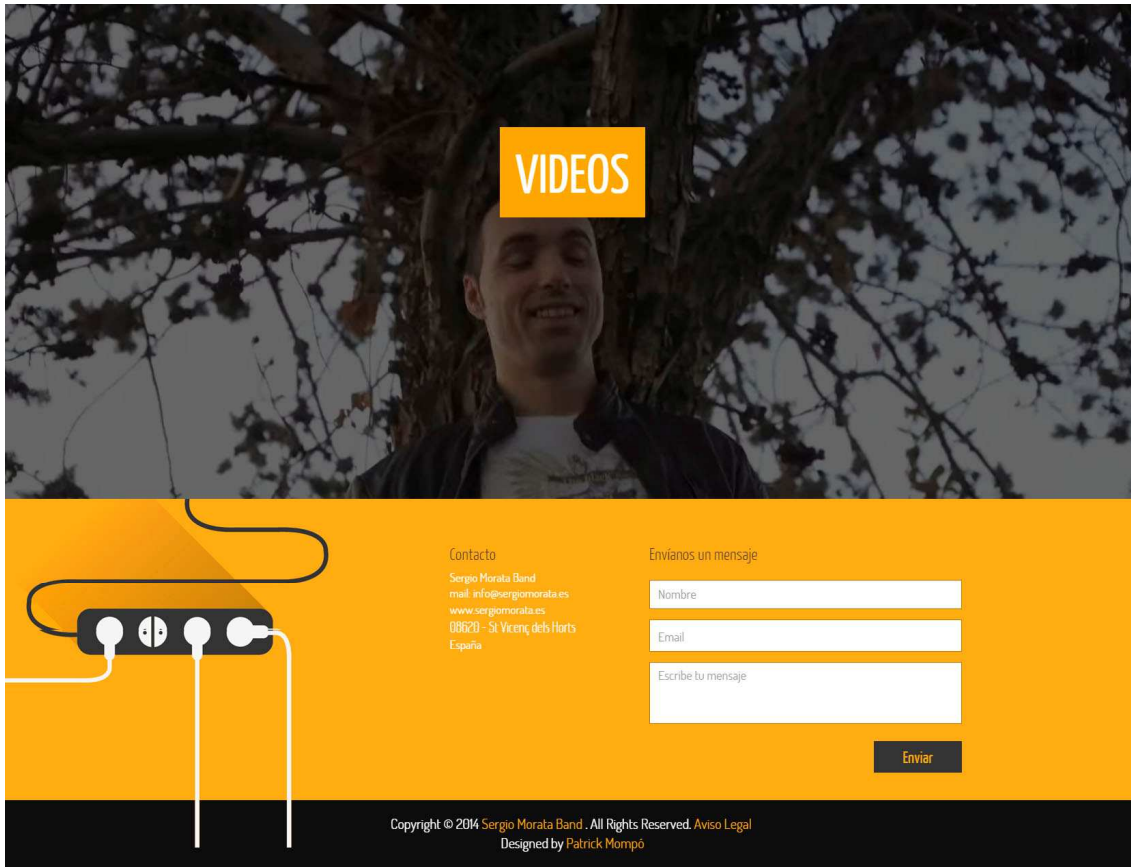 VIDEOS
Contacto
Sergio Morata Band
mail: info@sergiomorata.es
www.sergiomorata.es
08620 - St Vicenç dels Horts
España
Envíanos un mensaje
Nombre
Email
Escribe tu mensaje
Enviar
Copyright © 2014 Sergio Morata Band . All Rights Reserved. Aviso Legal
Designed by Patrick Mompó